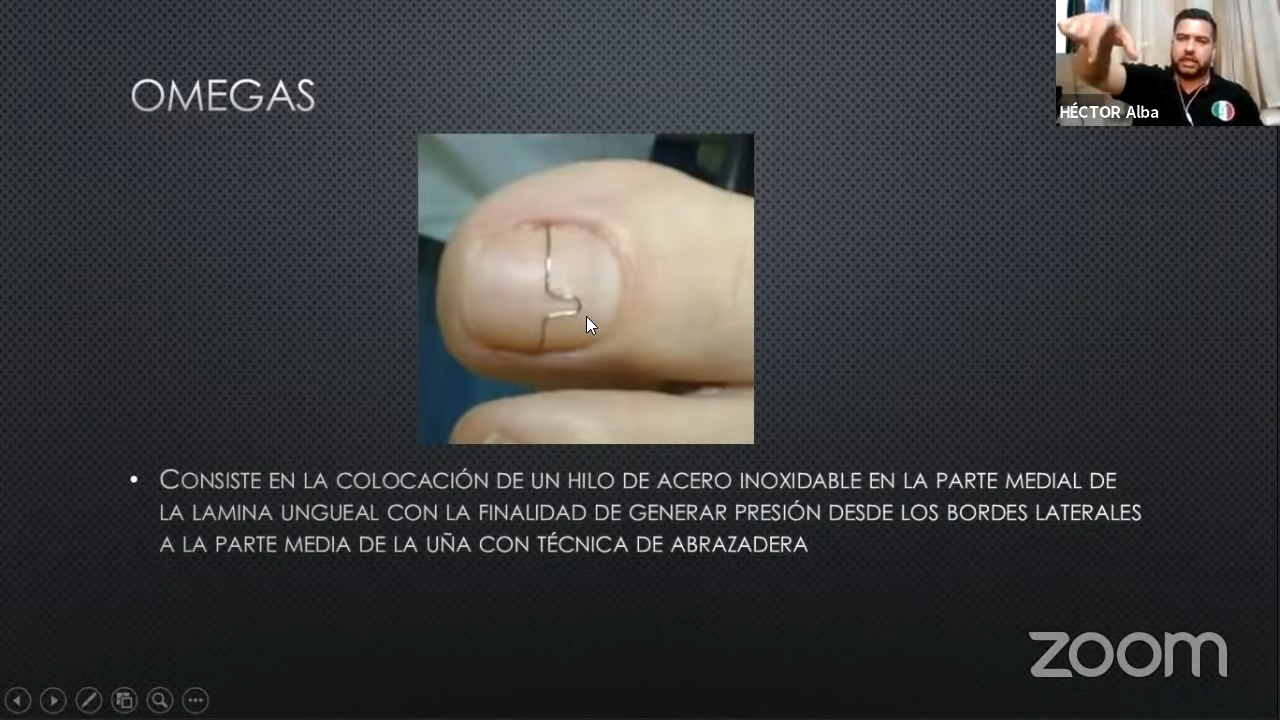 OMEGAS
HÉCTOR Alba
• CONSISTE EN LA COLOCACIÓN DE UN HILO DE ACERO INOXIDABLE EN LA PARTE MEDIAL DE
LA LAMINA UNGUEAL CON LA FINALIDAD DE GENERAR PRESIÓN DESDE LOS BORDES LATERALES
A LA PARTE MEDIA DE LA UÑA CON TÉCNICA DE ABRAZADERA
zoom